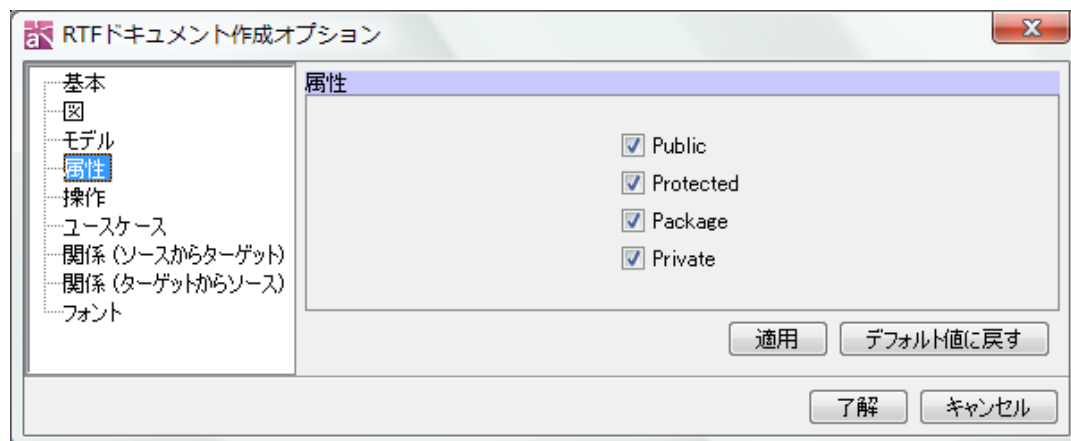 RTFドキュメント作成オプション
基本
図
モデル
属性
操作
ユースケース
関係 (ソースからターゲット)
関係 (ターゲットからソース)
フォント
属性
Public
Protected
Package
Private
適用
デフォルト値に戻す
了解
キャンセル